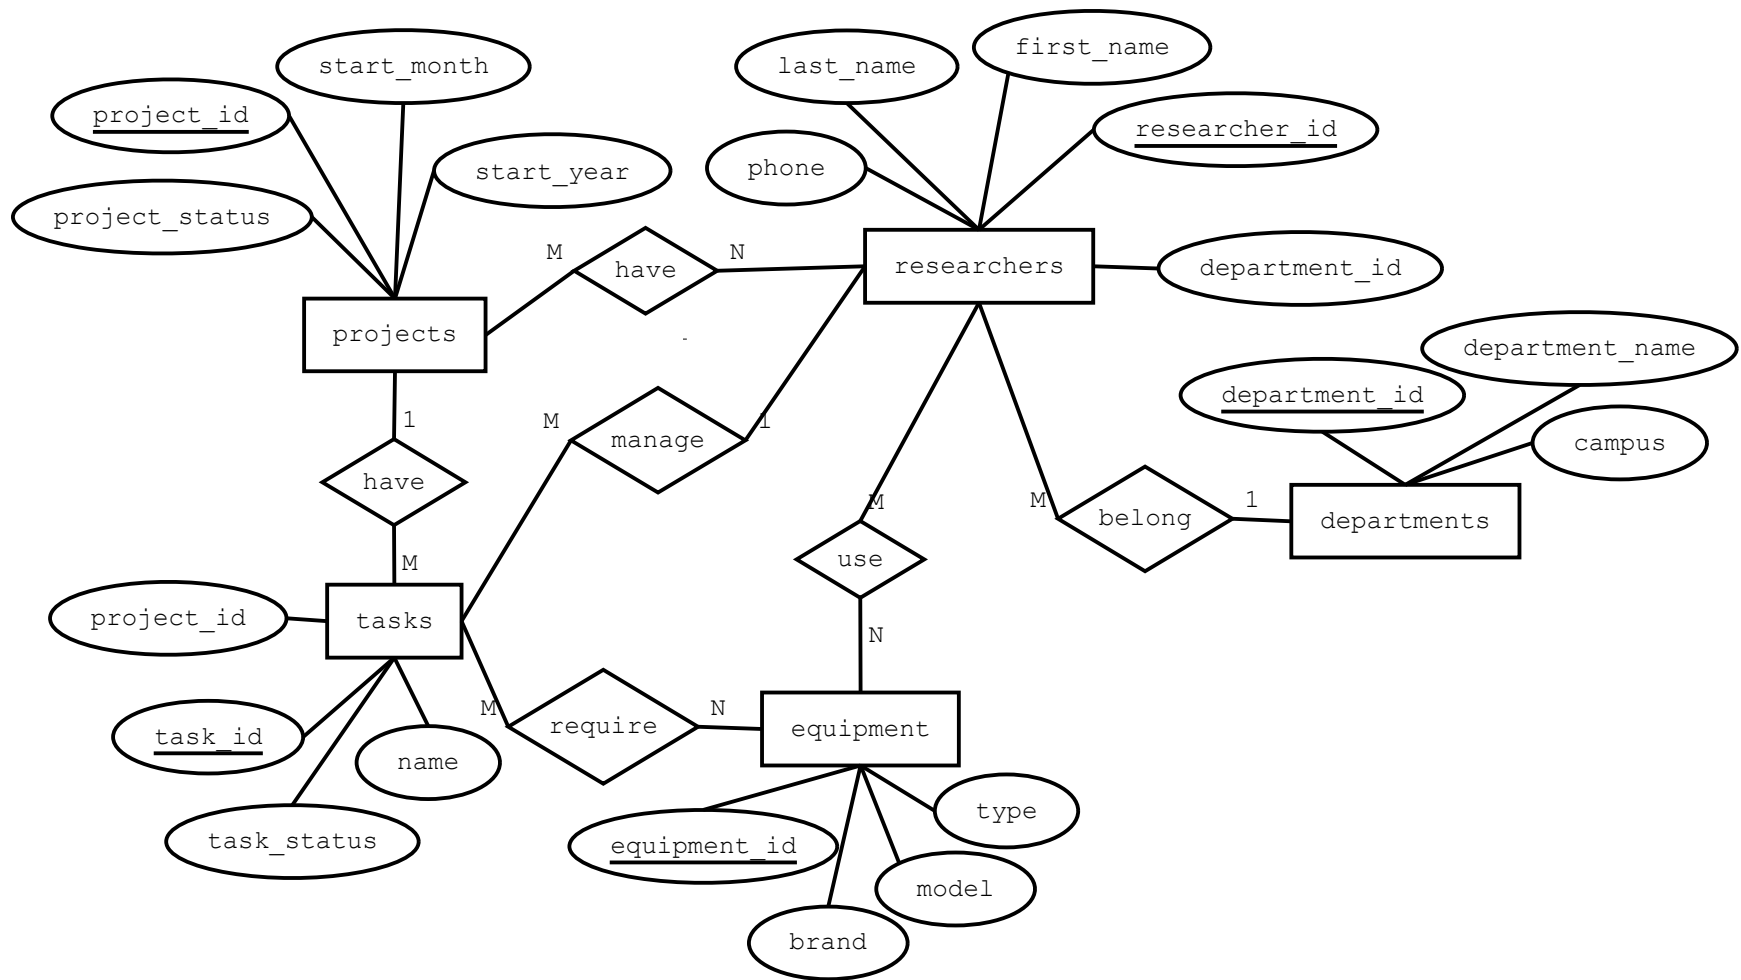 first_name
start_month
last_name
project_id
researcher_id
phone
start_year
project_status
M
N
have
researchers
department_id
projects
-
department_name
department_id
1
M
manage
1
campus
have
M
M
belong
1
departments
use
M
project_id
tasks
N
M
require
N
equipment
task_id
name
type
task_status
equipment_id
model
brand